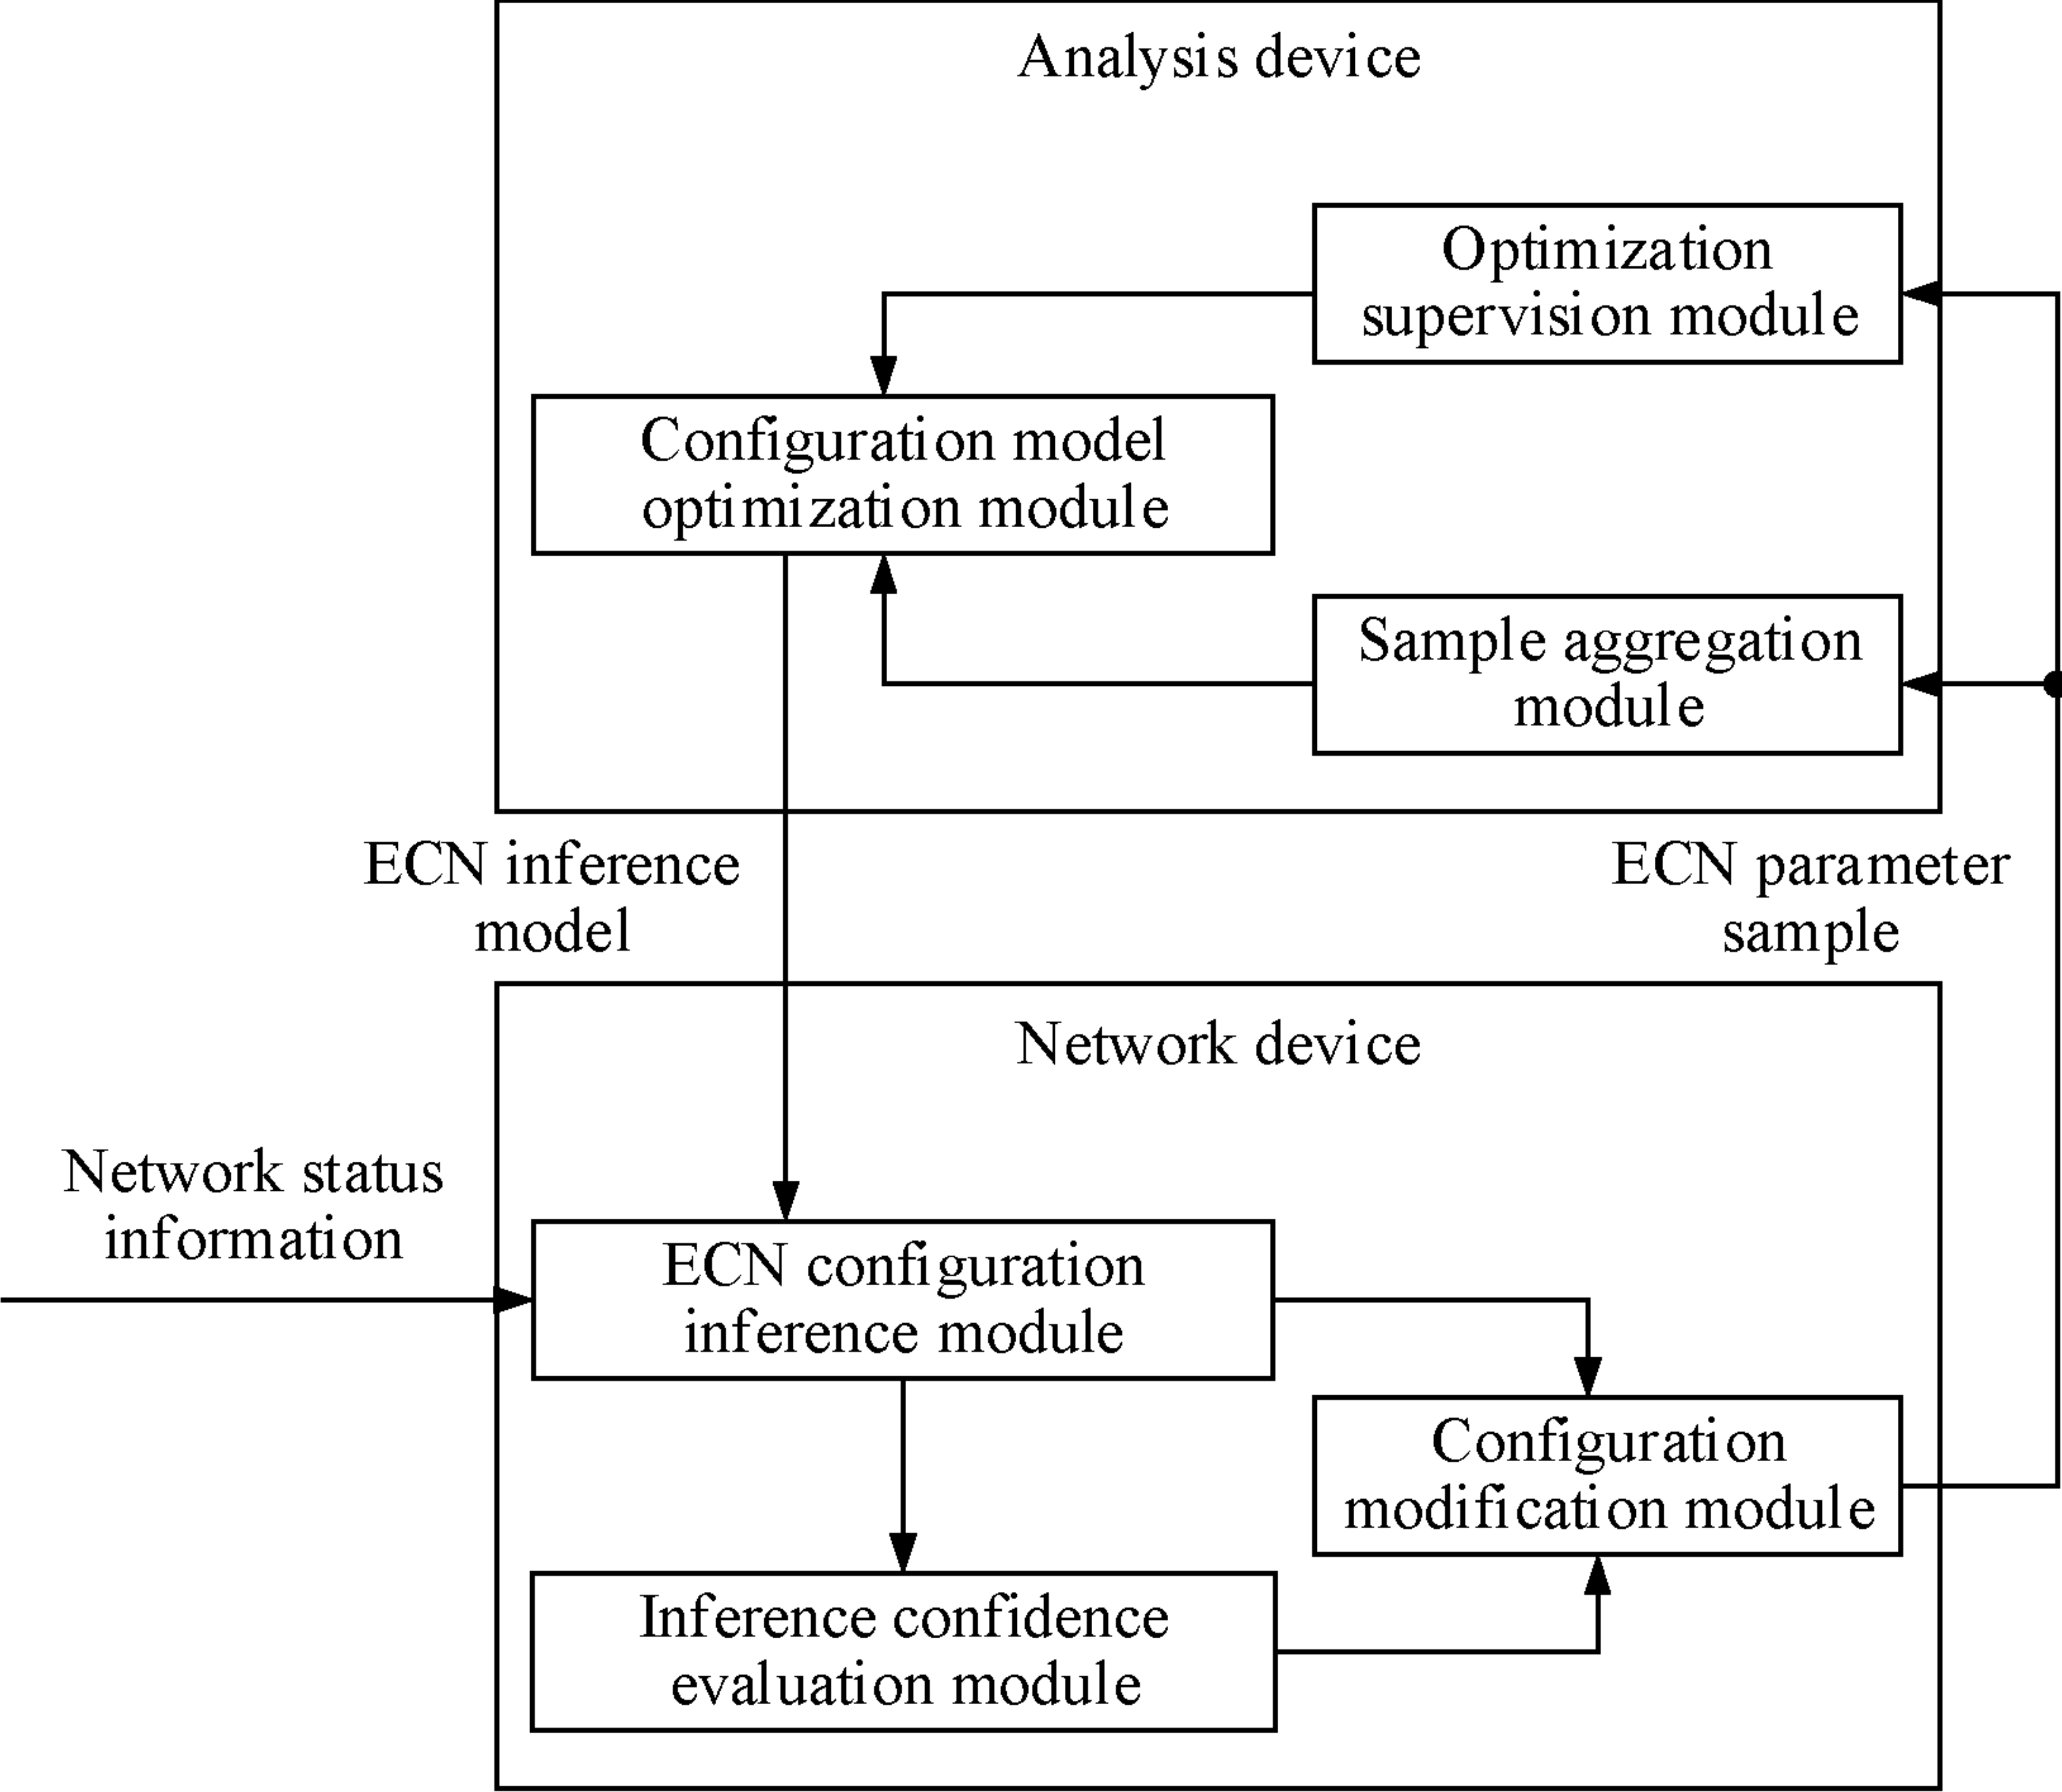 Analysis device
Optimization
supervision module
Configuration model
optimization module
Sample aggregation
module
ECN inference
model
ECN parameter
sample
Network device
Network status
information
ECN configuration
inference module
Configuration
modification module
Inference confidence
evaluation module